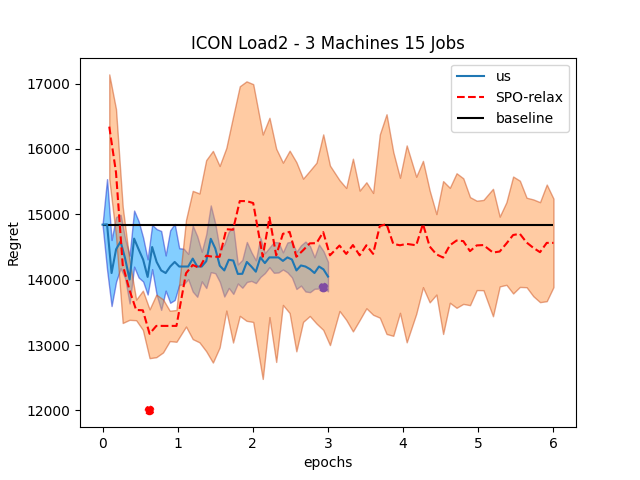 ICON Load2 - 3 Machines 15 Jobs
us
SPO-relax
baseline
Regret
17000
16000
15000
14000
13000
12000
0 1 2 3 4 5 6
epochs